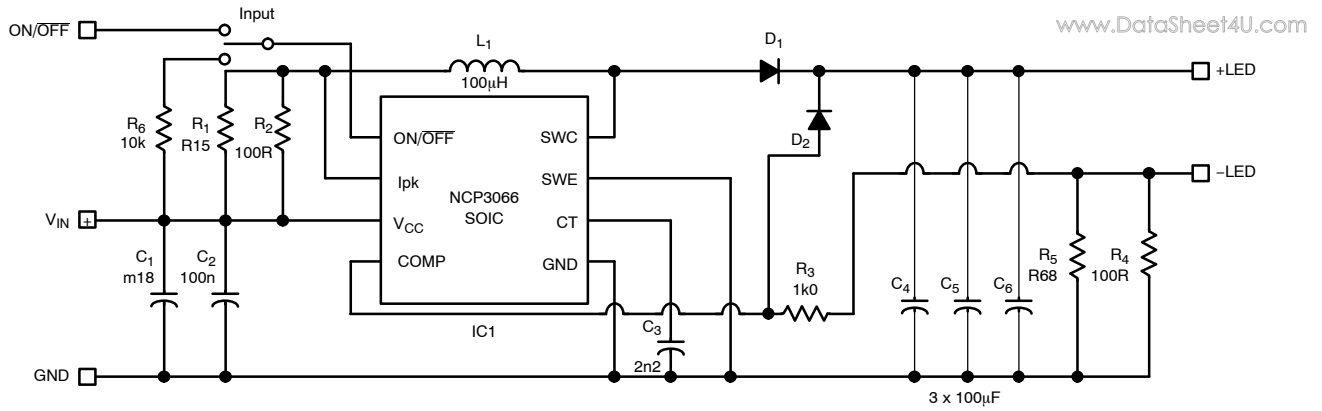 Input
www.DataSheet4U.com
ON/OFF
L1
100μH
D1
+LED
R6
10k
R1
R15
R2
100R
ON/OFF
SWC
D2
Ipk
SWE
–LED
NCP3066
SOIC
VIN
+
VCC
CT
C1
m18
C2
100n
COMP
GND
R3
1k0
C4
C5
C6
R5
R68
R4
100R
IC1
C3
2n2
GND
3 x 100μF